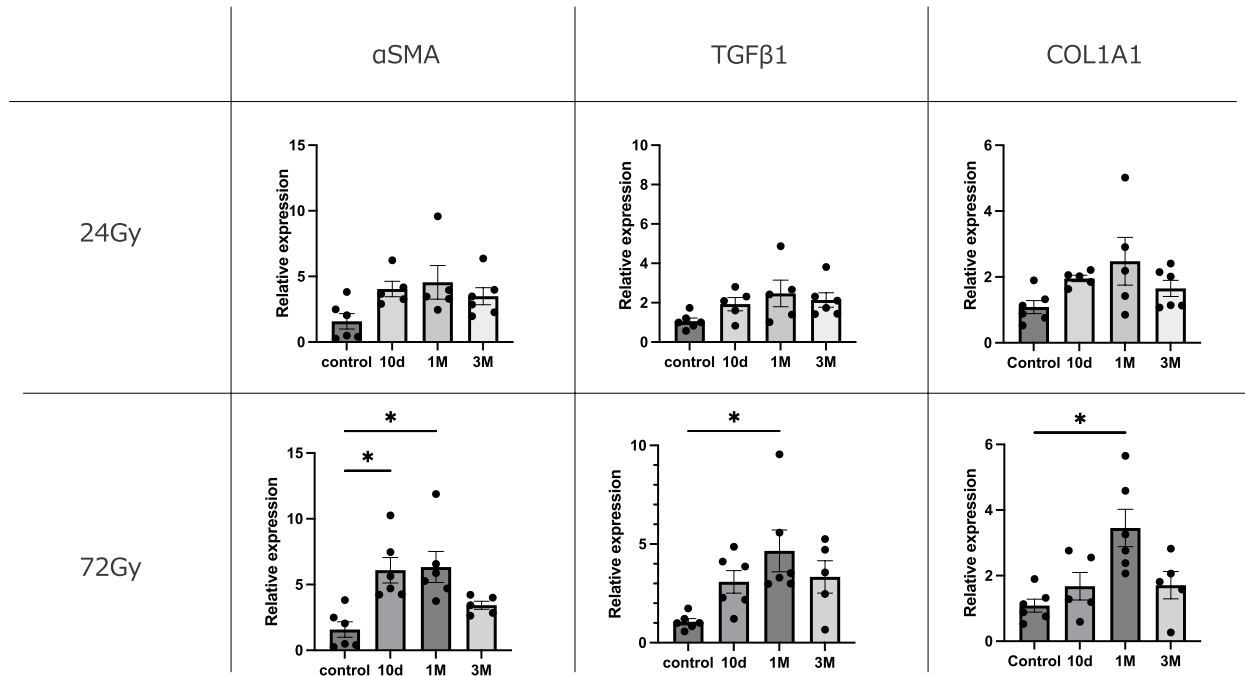 αSMA
TGFβ1
COL1A1
24Gy
Relative expression
15
10
5
0
control 10d 1M 3M
Relative expression
10
8
6
4
2
0
control 10d 1M 3M
Relative expression
6
4
2
0
Control 10d 1M 3M
72Gy
*
*
Relative expression
15
10
5
0
control 10d 1M 3M
*
Relative expression
10
5
0
control 10d 1M 3M
*
Relative expression
6
4
2
0
Control 10d 1M 3M